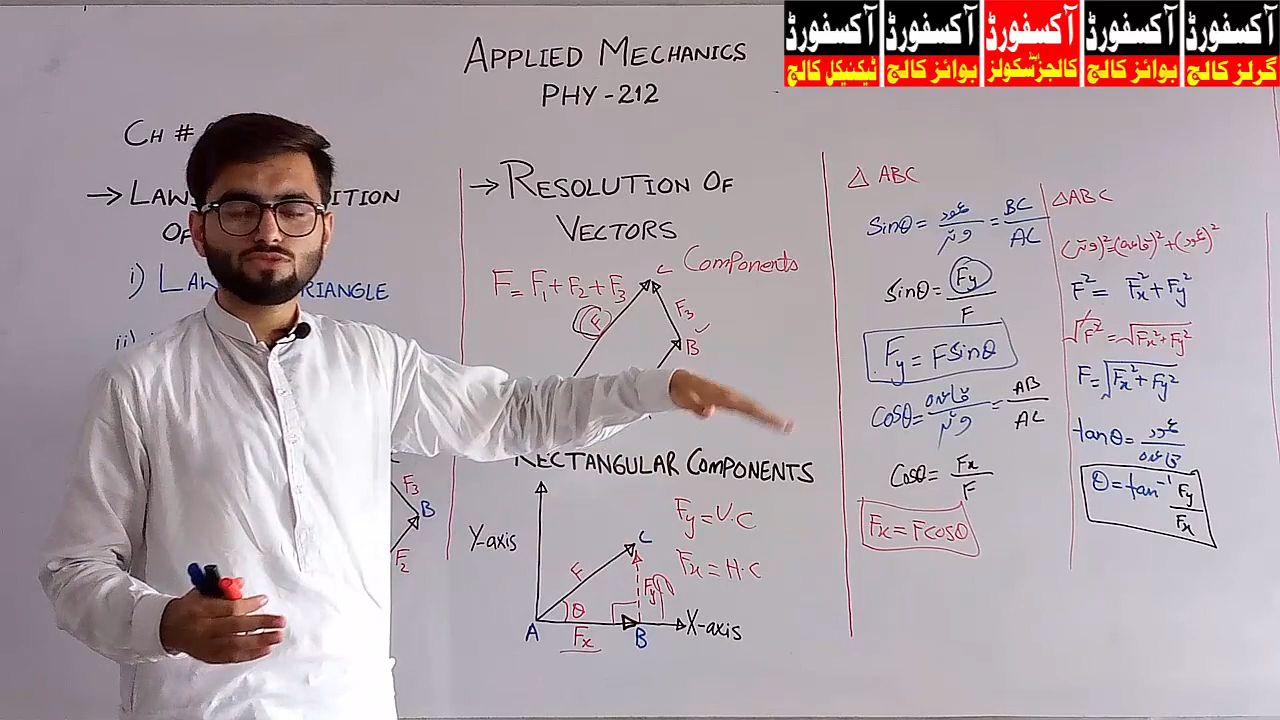 آکسفورڈ
ٹیکنیکل کالج
آکسفورڈ
بوائز کالج
آکسفورڈ
کالجز اینڈ سکولز
آکسفورڈ
بوائز کالج
آکسفورڈ
گرلز کالج
APPLIED MECHANICS
PHY-212
CH #
→ LAW
ITION
OF
i) LAW
RIANGLE
ii)
F₃
B
F₂
→ RESOLUTION OF
VECTORS
Components
F = F₁ + F₂ + F₃
C
F
F₃
B
RECTANGULAR COMPONENTS
Y-axis
C
F
θ
Fy
A
Fx
B
X-axis
Fy = V.C
Fx = H.C
△ ABC
Sinθ = عمود/وتر = BC/AC
Sinθ = Fy/F
Fy = FSinθ
Cosθ = قاعدہ/وتر = AB/AC
Cosθ = Fx/F
Fx = Fcosθ
△ABC
(وتر)² = (قاعدہ)² + (عمود)²
F² = Fx² + Fy²
√F² = √Fx² + Fy²
F = √Fx² + Fy²
tanθ = عمود/قاعدہ
θ = tan⁻¹ Fy/Fx